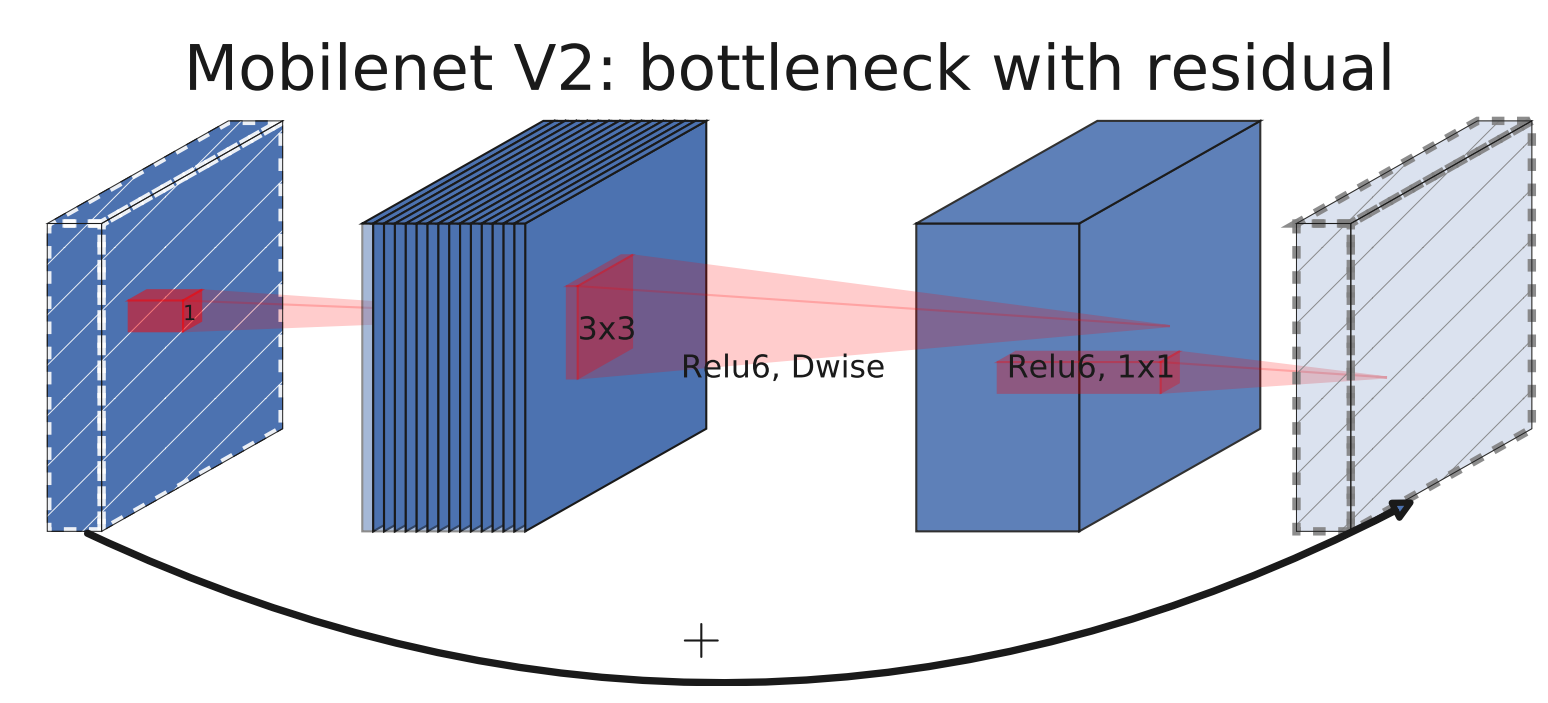 Mobilenet V2: bottleneck with residual
1
3x3
Relu6, Dwise
Relu6, 1x1
+